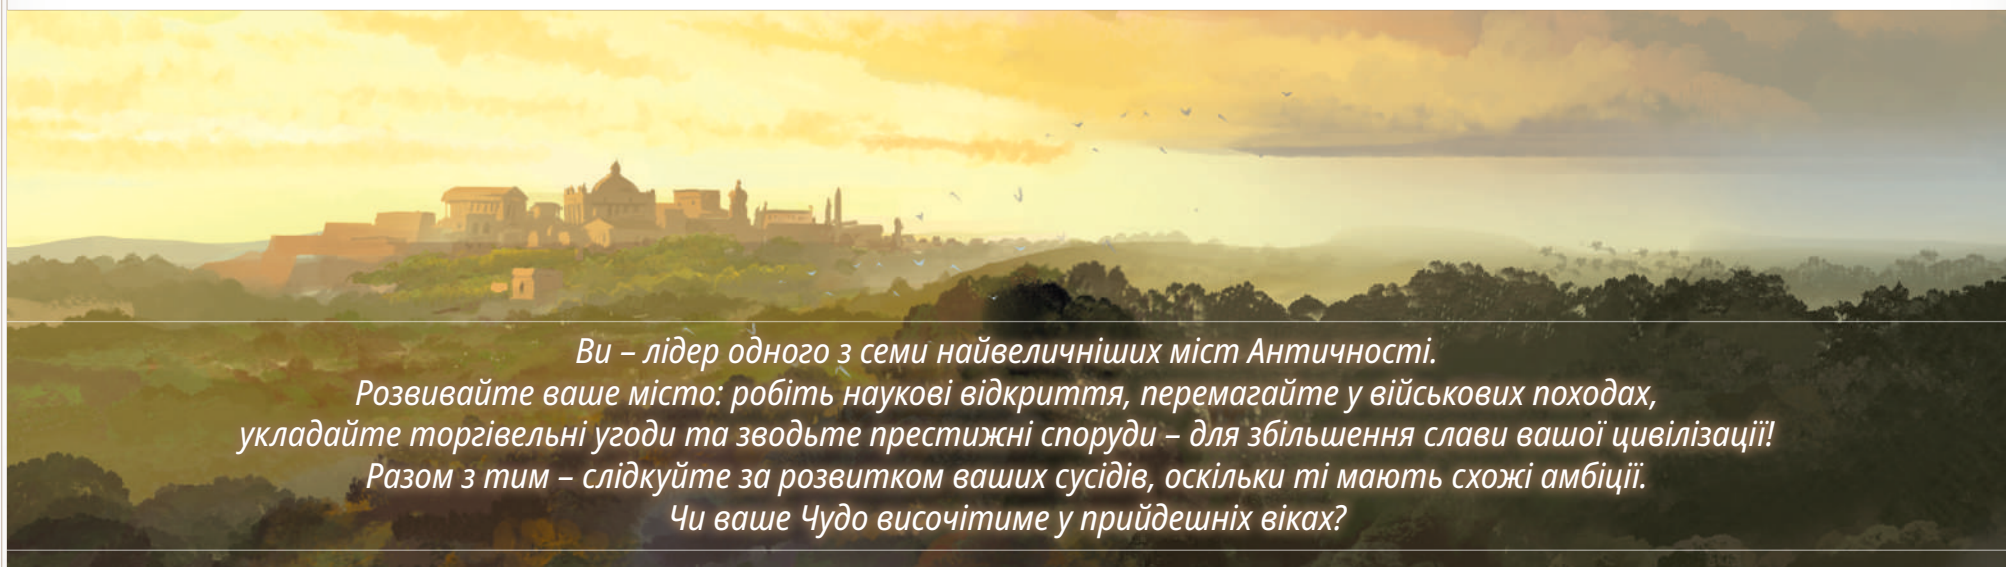 Ви – лідер одного з семи найвеличніших міст Античності.
Розвивайте ваше місто: робіть наукові відкриття, перемагайте у військових походах,
укладайте торгівельні угоди та зводьте престижні споруди – для збільшення слави вашої цивілізації!
Разом з тим – слідкуйте за розвитком ваших сусідів, оскільки ті мають схожі амбіції.
Чи ваше Чудо височітиме у прийдешніх віках?